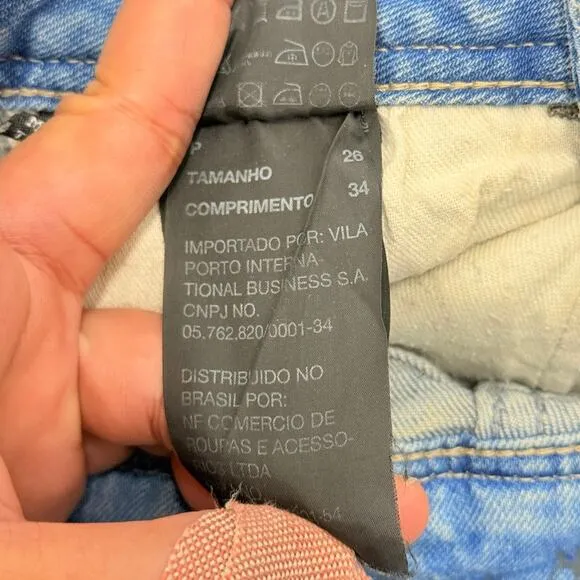 P
TAMANHO 26
COMPRIMENTO 34
IMPORTADO POR: VILA
PORTO INTERNA-
TIONAL BUSINESS S.A.
CNPJ NO.
05.762.820/0001-34
DISTRIBUIDO NO
BRASIL POR:
NF COMERCIO DE
ROUPAS E ACESSO-
RIOS LTDA